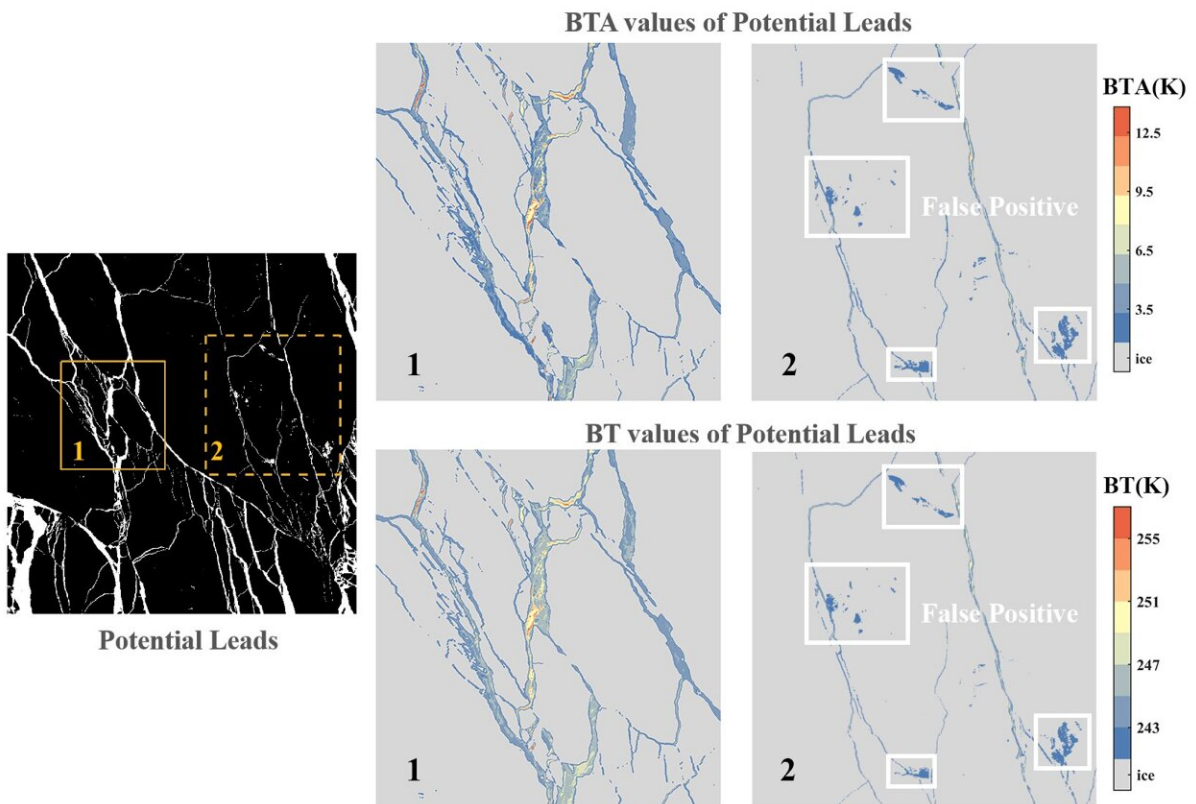 BTA values of Potential Leads
BTA(K)
12.5
9.5
6.5
3.5
ice
False Positive
1
2
1
2
Potential Leads
BT values of Potential Leads
BT(K)
255
251
247
243
ice
False Positive
1
2